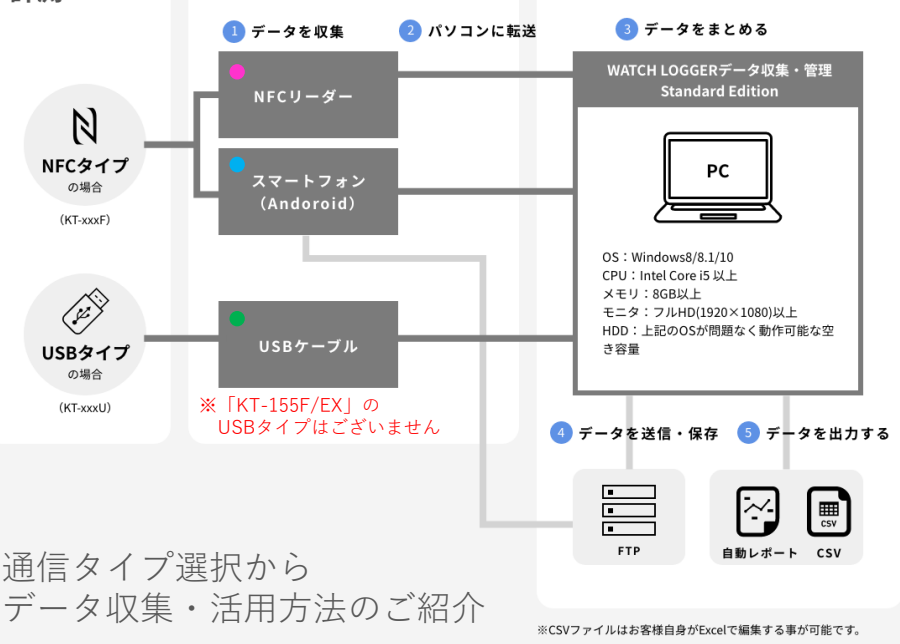 1 データを収集
2 パソコンに転送
3 データをまとめる
NFCタイプ
の場合
（KT-xxxF）
NFCリーダー
スマートフォン
（Andoroid）
WATCH LOGGERデータ収集・管理
Standard Edition
PC
OS：Windows8/8.1/10
CPU：Intel Core i5 以上
メモリ：8GB以上
モニタ：フルHD(1920×1080)以上
HDD：上記のOSが問題なく動作可能な空
き容量
USBタイプ
の場合
（KT-xxxU）
USBケーブル
※「KT-155F/EX」の
USBタイプはございません
4 データを送信・保存
5 データを出力する
FTP
自動レポート
CSV
CSV
通信タイプ選択から
データ収集・活用方法のご紹介
※CSVファイルはお客様自身がExcelで編集する事が可能です。